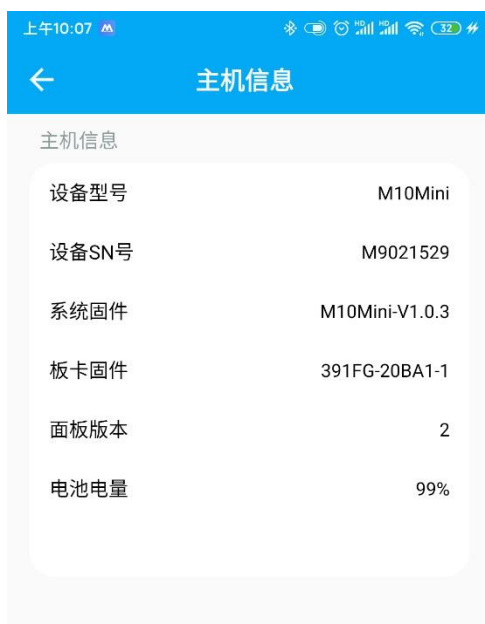 上午10:07
32
主机信息
主机信息
设备型号 M10Mini
设备SN号 M9021529
系统固件 M10Mini-V1.0.3
板卡固件 391FG-20BA1-1
面板版本 2
电池电量 99%